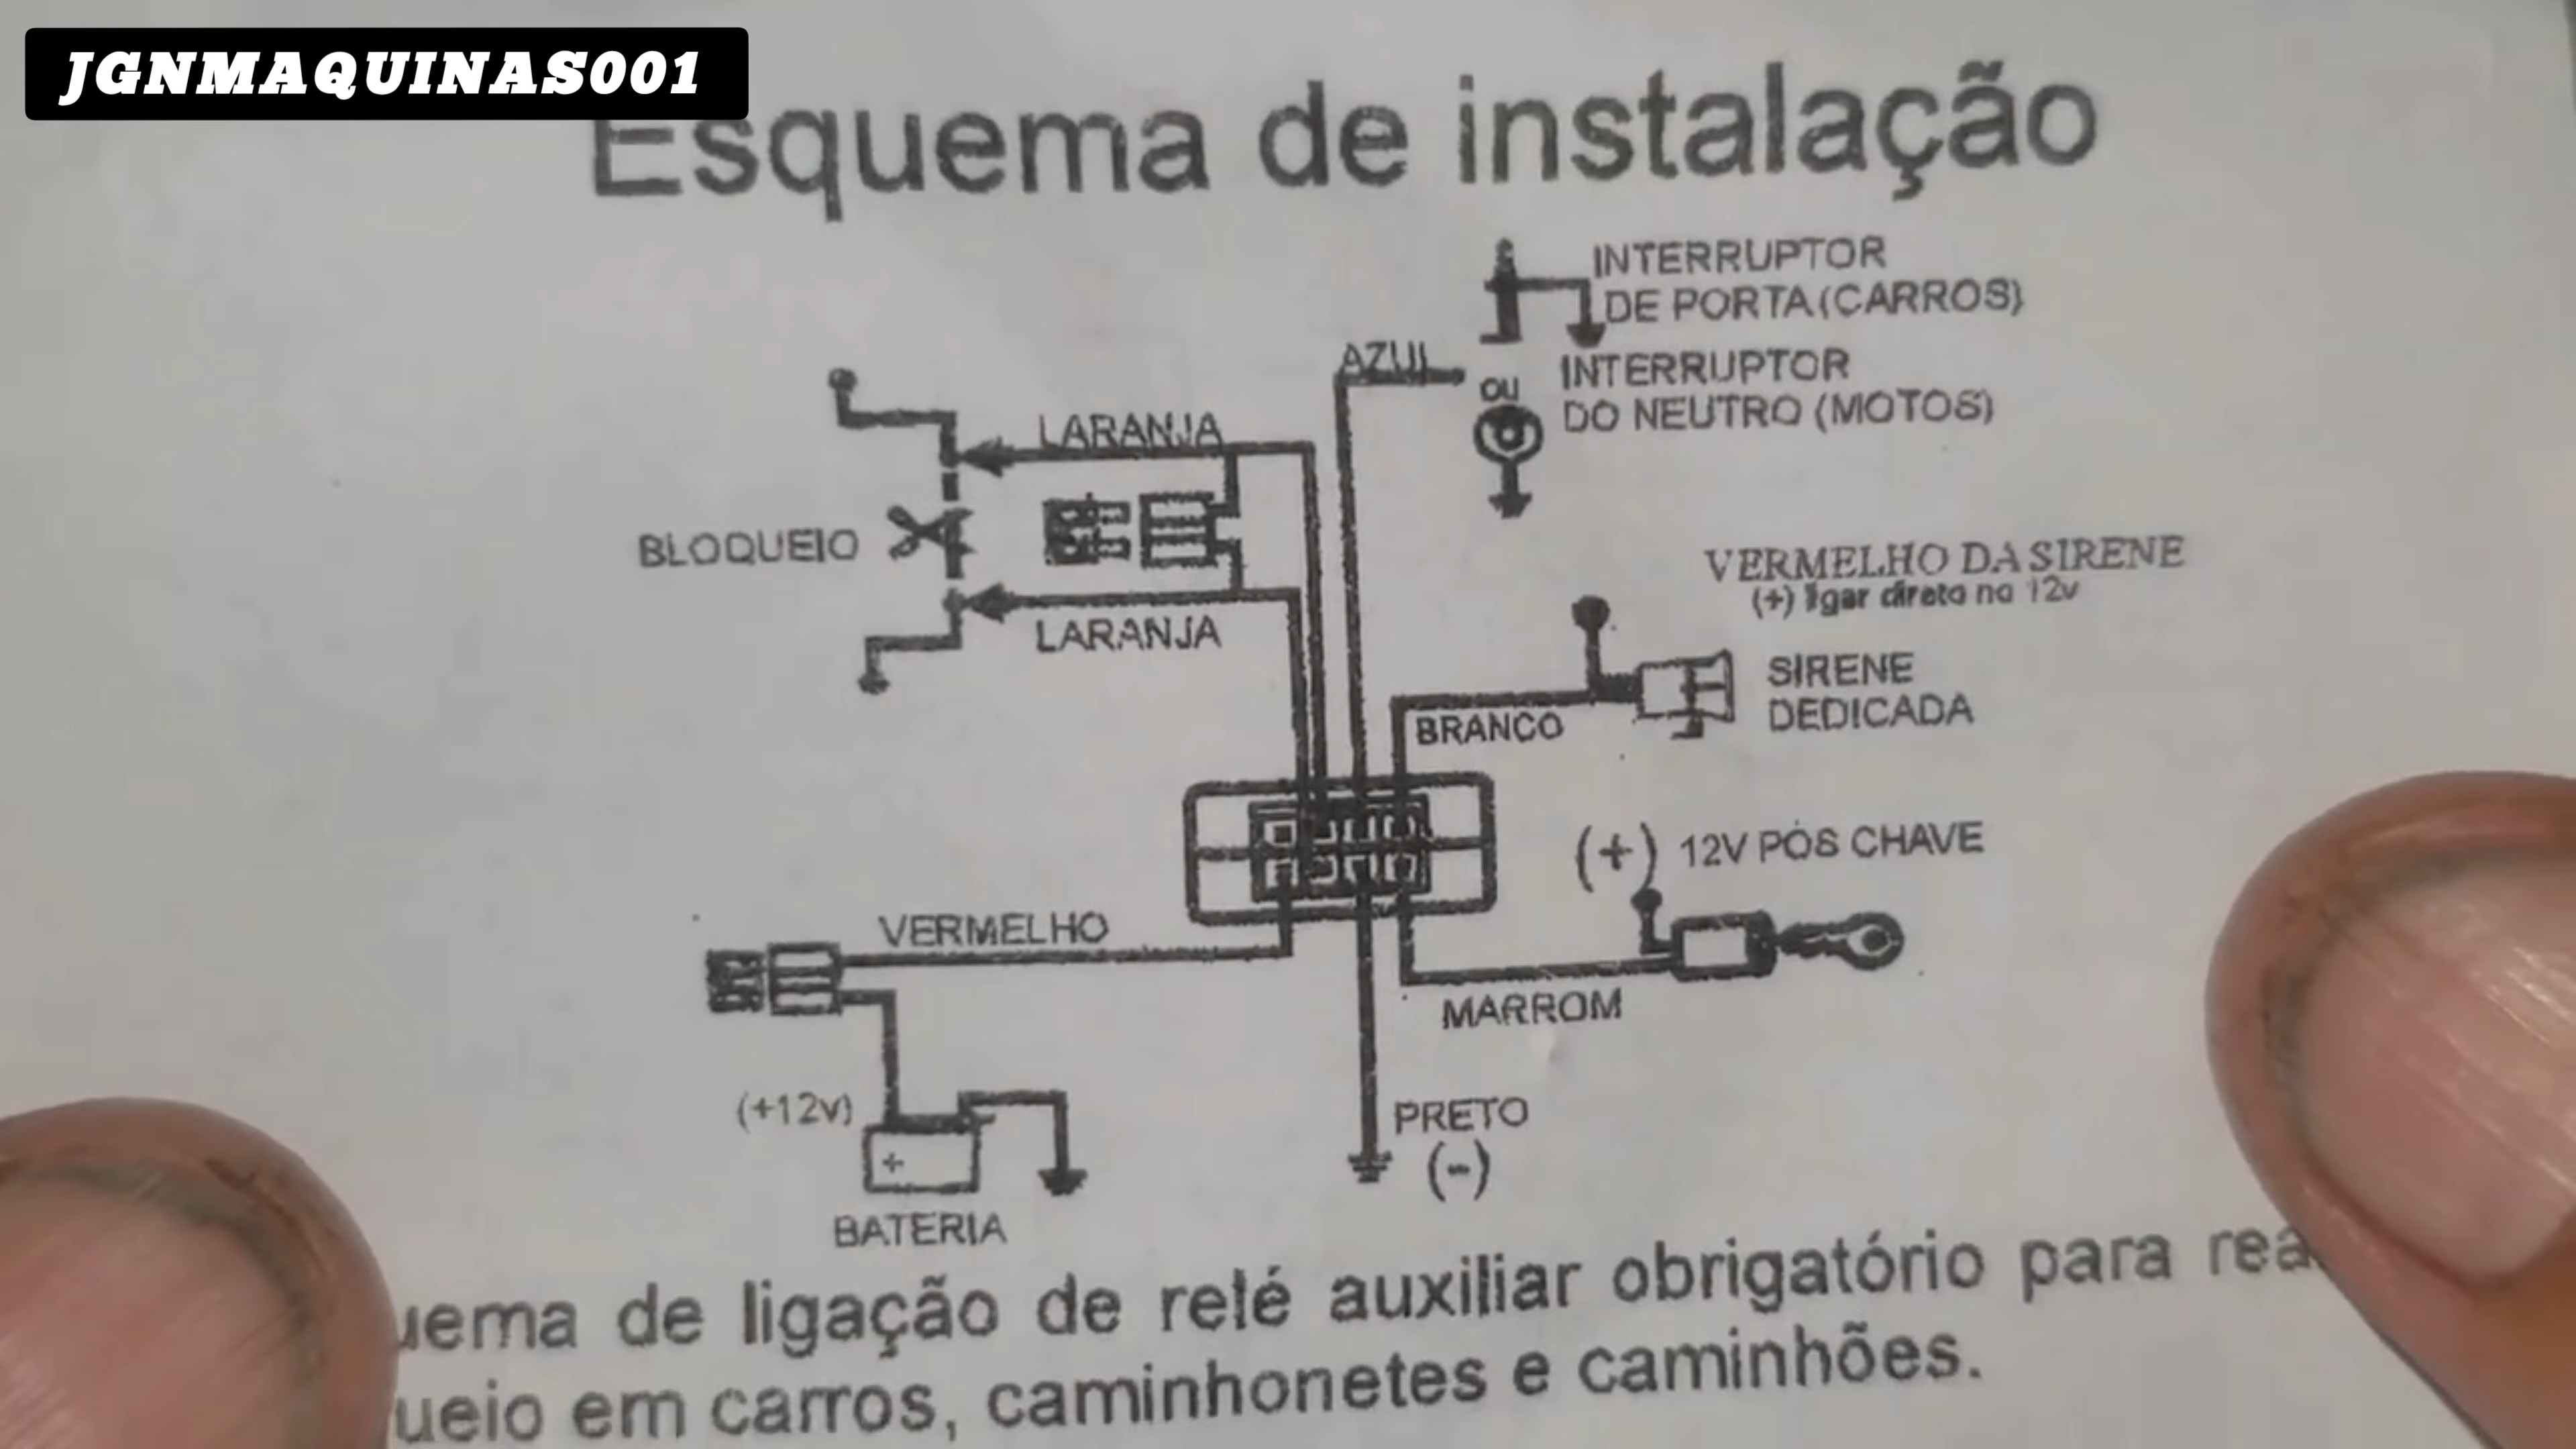 JGNMAQUINAS001
Esquema de instalação
INTERRUPTOR
DE PORTA (CARROS)
AZUL
OU
INTERRUPTOR
DO NEUTRO (MOTOS)
LARANJA
BLOQUEIO
LARANJA
VERMELHO DA SIRENE
(+) ligar direto no 12v
SIRENE
DEDICADA
BRANCO
(+) 12V PÓS CHAVE
VERMELHO
MARROM
(+12v)
+
PRETO
(-)
BATERIA
uema de ligação de relé auxiliar obrigatório para rea
ueio em carros, caminhonetes e caminhões.